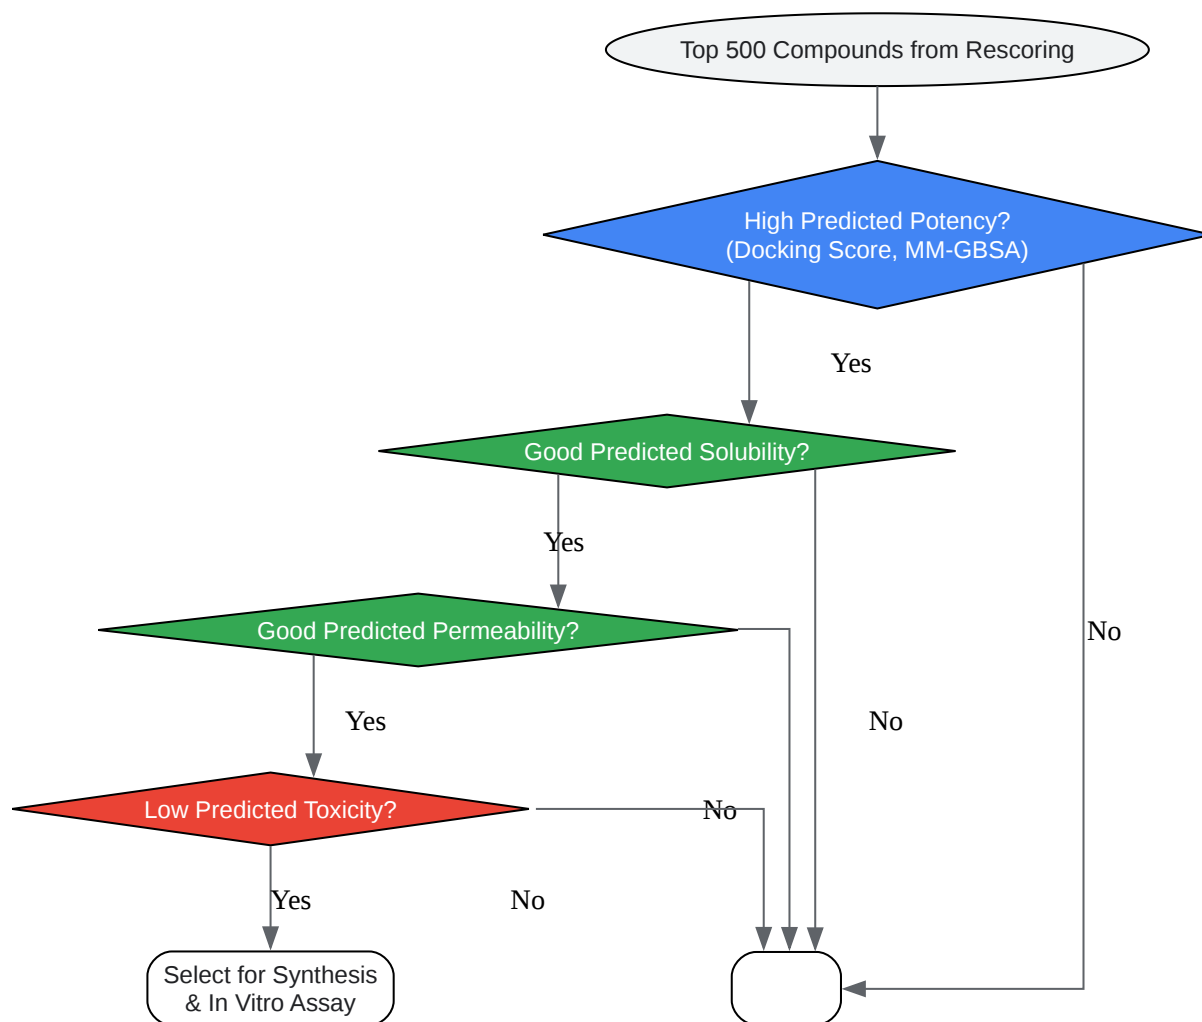 Top 500 Compounds from Rescoring
High Predicted Potency?
(Docking Score, MM-GBSA)
Yes
Good Predicted Solubility?
Yes
Good Predicted Permeability?
No
Yes
No
Low Predicted Toxicity?
No
Yes
No
Select for Synthesis
& In Vitro Assay